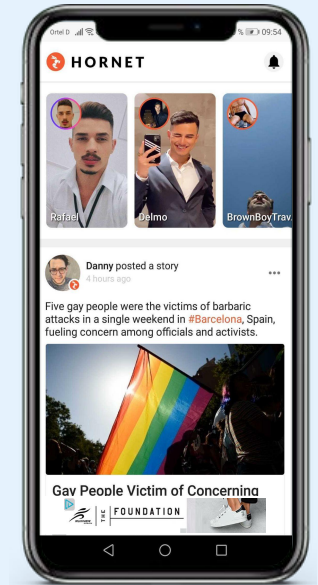 Ortel D
% 09:54
HORNET
Rafael
Delmo
BrownBoyTrav
Danny posted a story
4 hours ago
Five gay people were the victims of barbaric
attacks in a single weekend in #Barcelona, Spain,
fueling concern among officials and activists.
Gay People Victim of Concerning
THE FOUNDATION